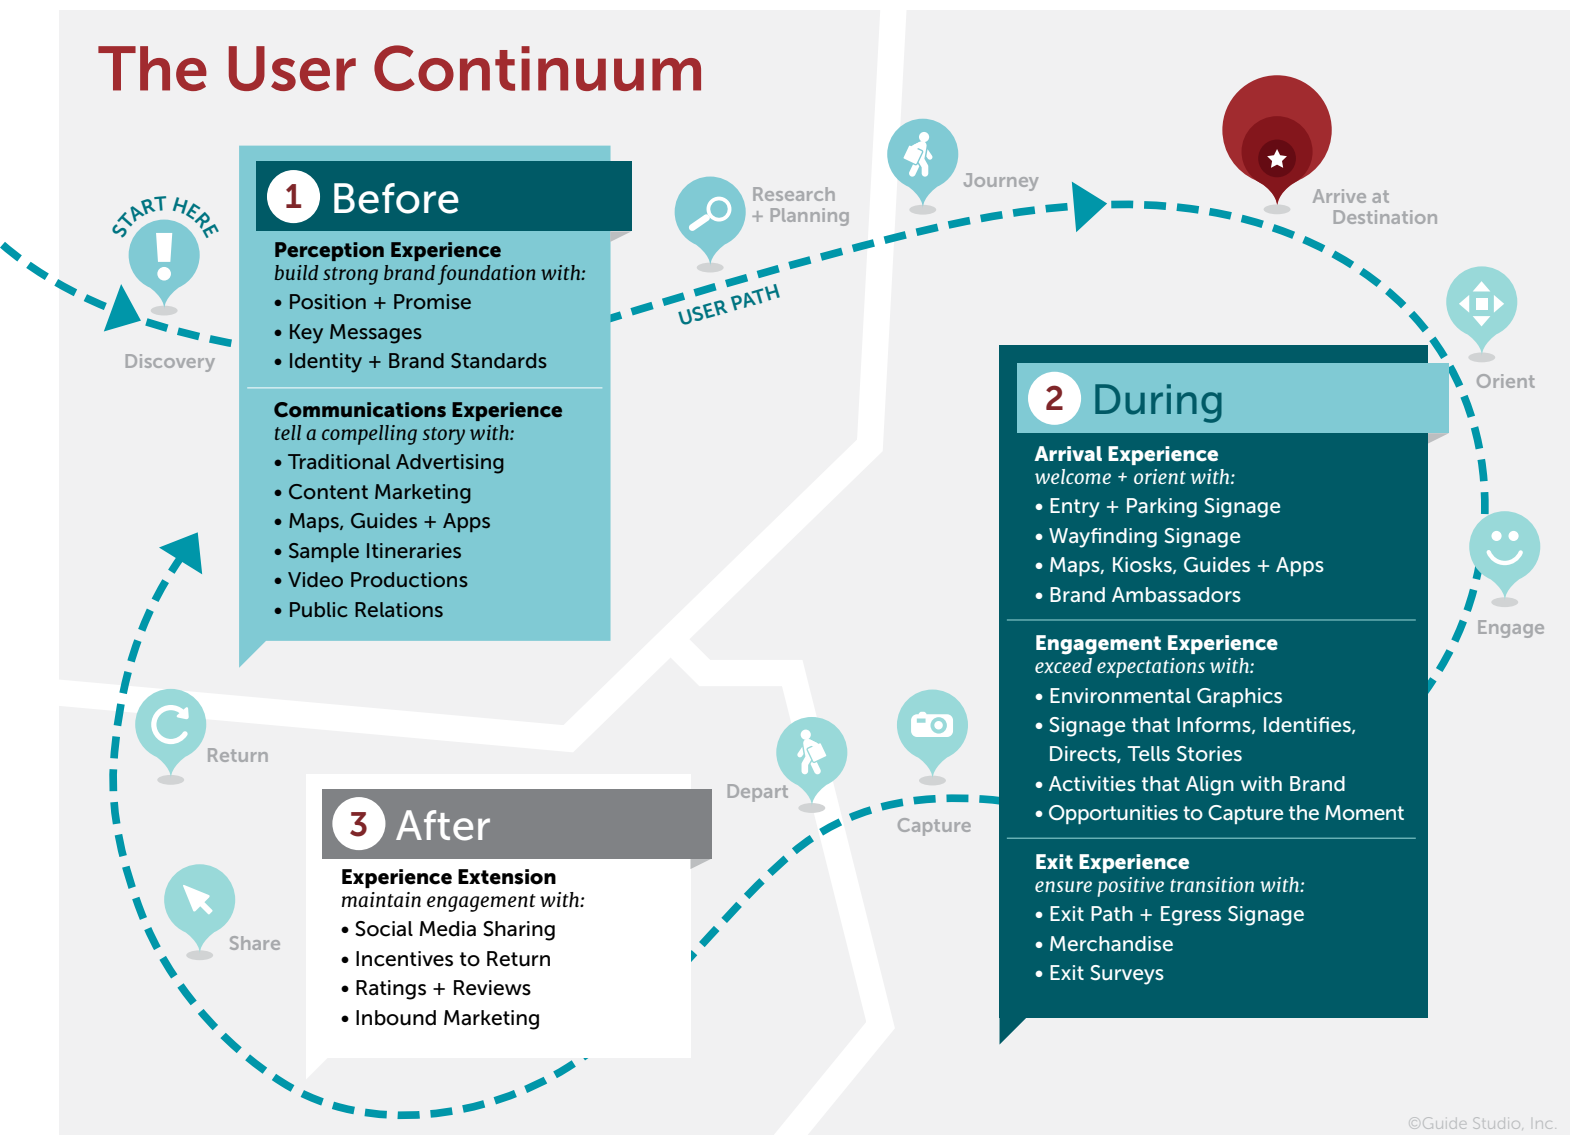 The User Continuum
START HERE
Discovery
1 Before
Perception Experience
build strong brand foundation with:
• Position + Promise
• Key Messages
• Identity + Brand Standards
Communications Experience
tell a compelling story with:
• Traditional Advertising
• Content Marketing
• Maps, Guides + Apps
• Sample Itineraries
• Video Productions
• Public Relations
Research
+ Planning
USER PATH
Journey
Arrive at
Destination
Orient
2 During
Arrival Experience
welcome + orient with:
• Entry + Parking Signage
• Wayfinding Signage
• Maps, Kiosks, Guides + Apps
• Brand Ambassadors
Engagement Experience
exceed expectations with:
• Environmental Graphics
• Signage that Informs, Identifies,
Directs, Tells Stories
• Activities that Align with Brand
• Opportunities to Capture the Moment
Exit Experience
ensure positive transition with:
• Exit Path + Egress Signage
• Merchandise
• Exit Surveys
Engage
Capture
Depart
3 After
Experience Extension
maintain engagement with:
• Social Media Sharing
• Incentives to Return
• Ratings + Reviews
• Inbound Marketing
Share
Return
©Guide Studio, Inc.